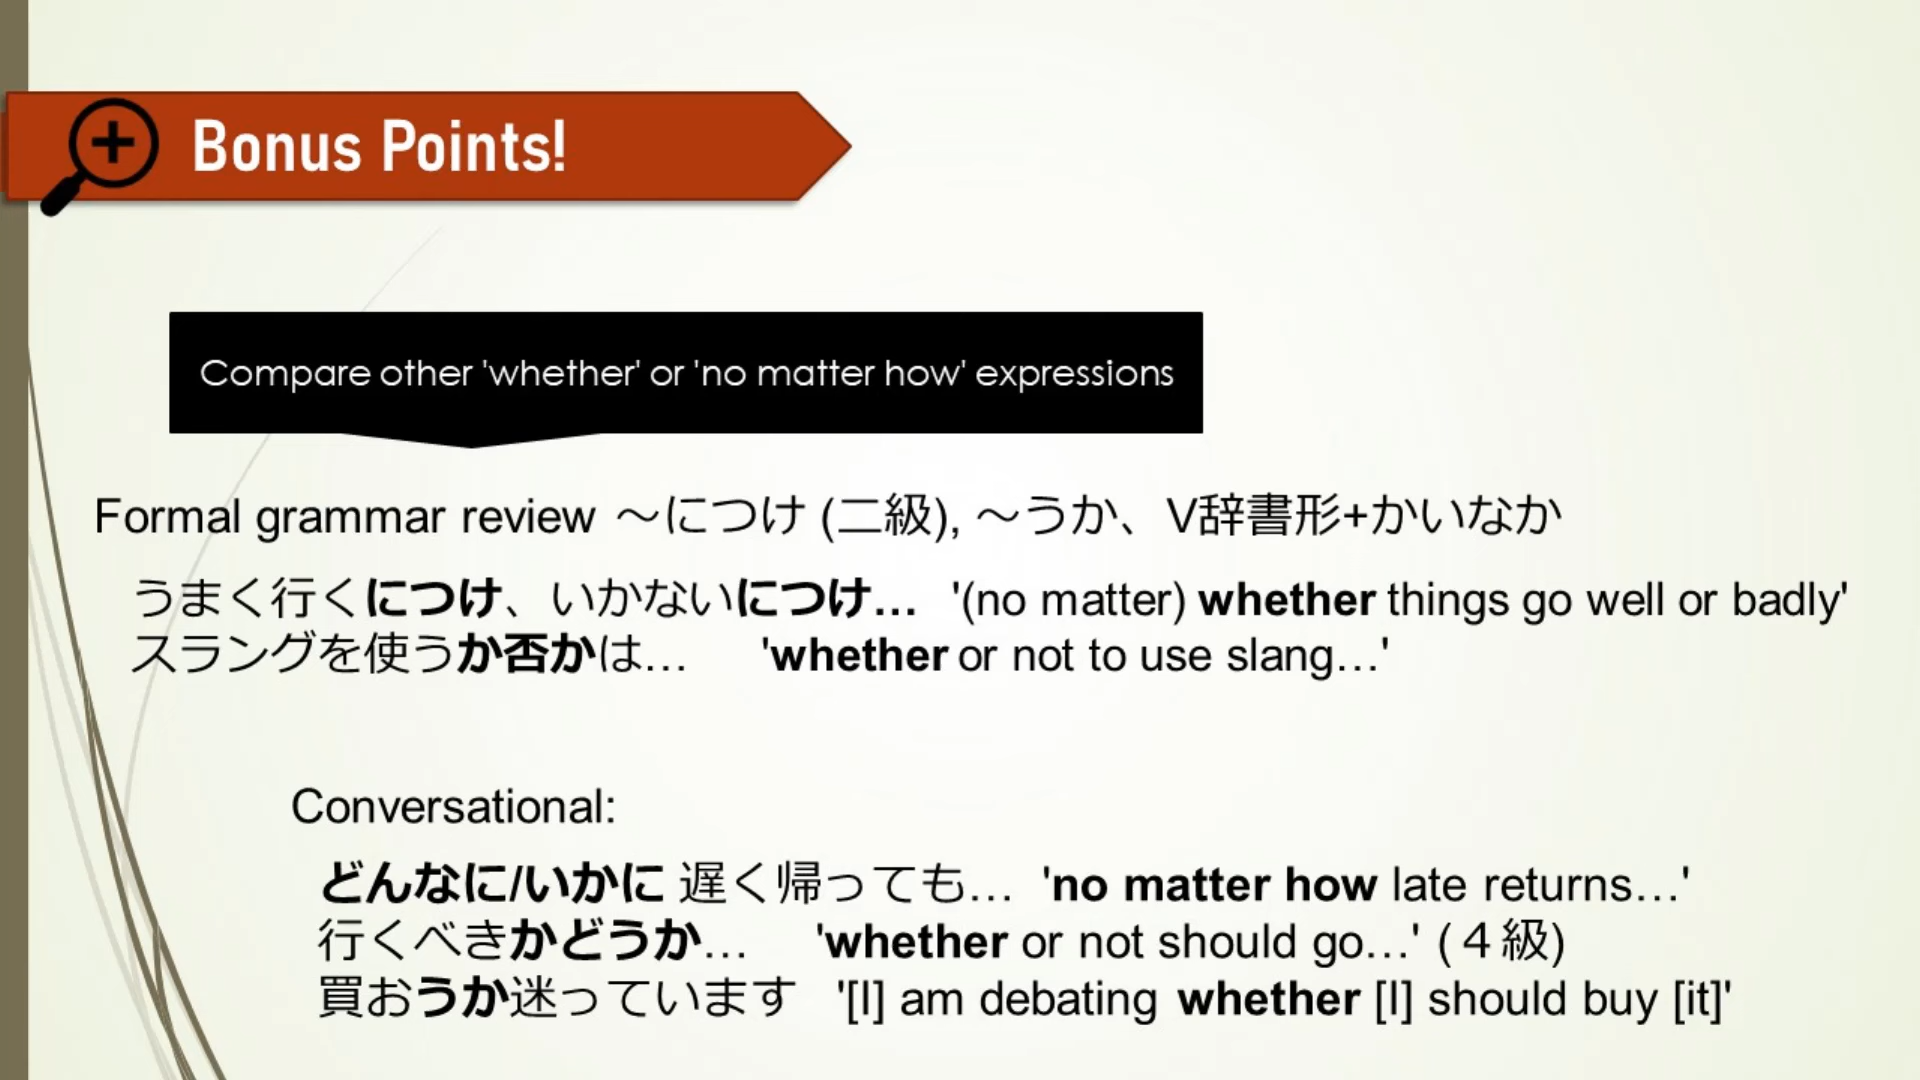 Bonus Points!
Compare other 'whether' or 'no matter how' expressions
Formal grammar review ～につけ (二級), ～うか、V辞書形+かいなか
うまく行くにつけ、いかないにつけ… '(no matter) whether things go well or badly'
スラングを使うか否かは… 'whether or not to use slang…'
Conversational:
どんなに/いかに 遅く帰っても… 'no matter how late returns…'
行くべきかどうか… 'whether or not should go…' (４級)
買おうか迷っています '[I] am debating whether [I] should buy [it]'